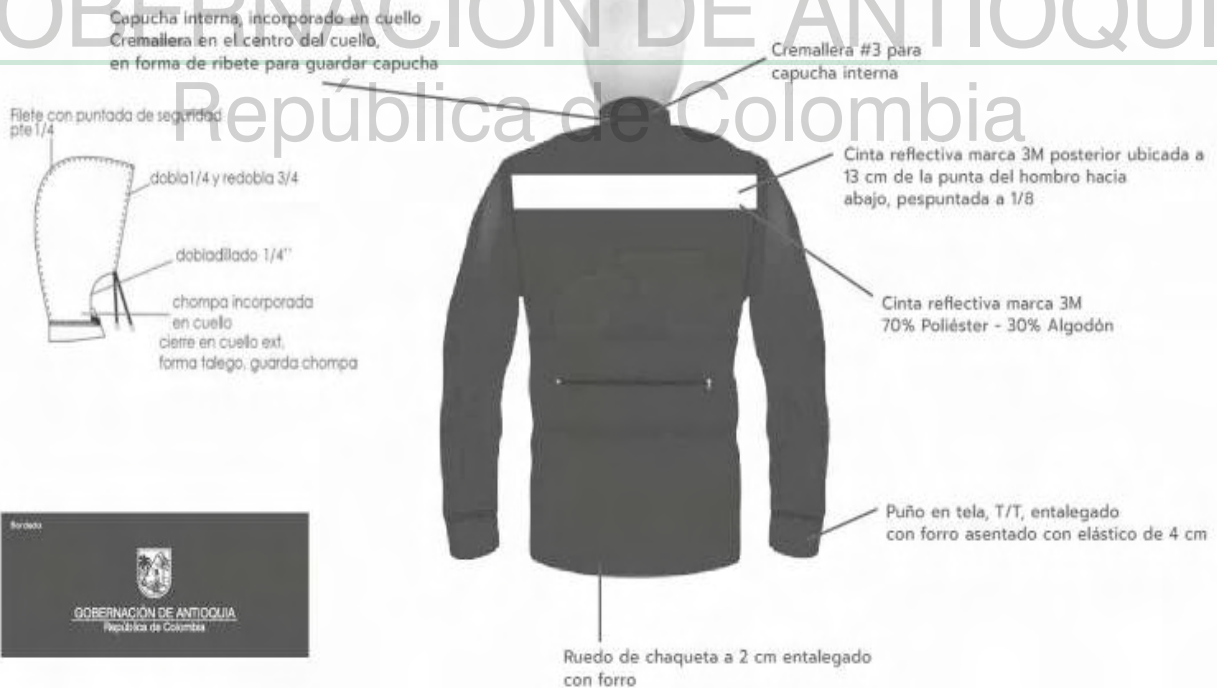 GOBERNACIÓN DE ANTIOQUI
República de Colombia
Capucha interna, incorporado en cuello
Cremallera en el centro del cuello,
en forma de ribete para guardar capucha
Cremallera #3 para
capucha interna
Filete con puntada de seguridad
pte 1/4
dobla1/4 y redobla 3/4
dobladillado 1/4''
chompa incorporada
en cuello
cierre en cuello ext,
forma talego, guarda chompa
Cinta reflectiva marca 3M posterior ubicada a
13 cm de la punta del hombro hacia
abajo, pespuntada a 1/8
Cinta reflectiva marca 3M
70% Poliéster - 30% Algodón
Puño en tela, T/T, entalegado
con forro asentado con elástico de 4 cm
Ruedo de chaqueta a 2 cm entalegado
con forro
Bordado
GOBERNACIÓN DE ANTIOQUIA
República de Colombia